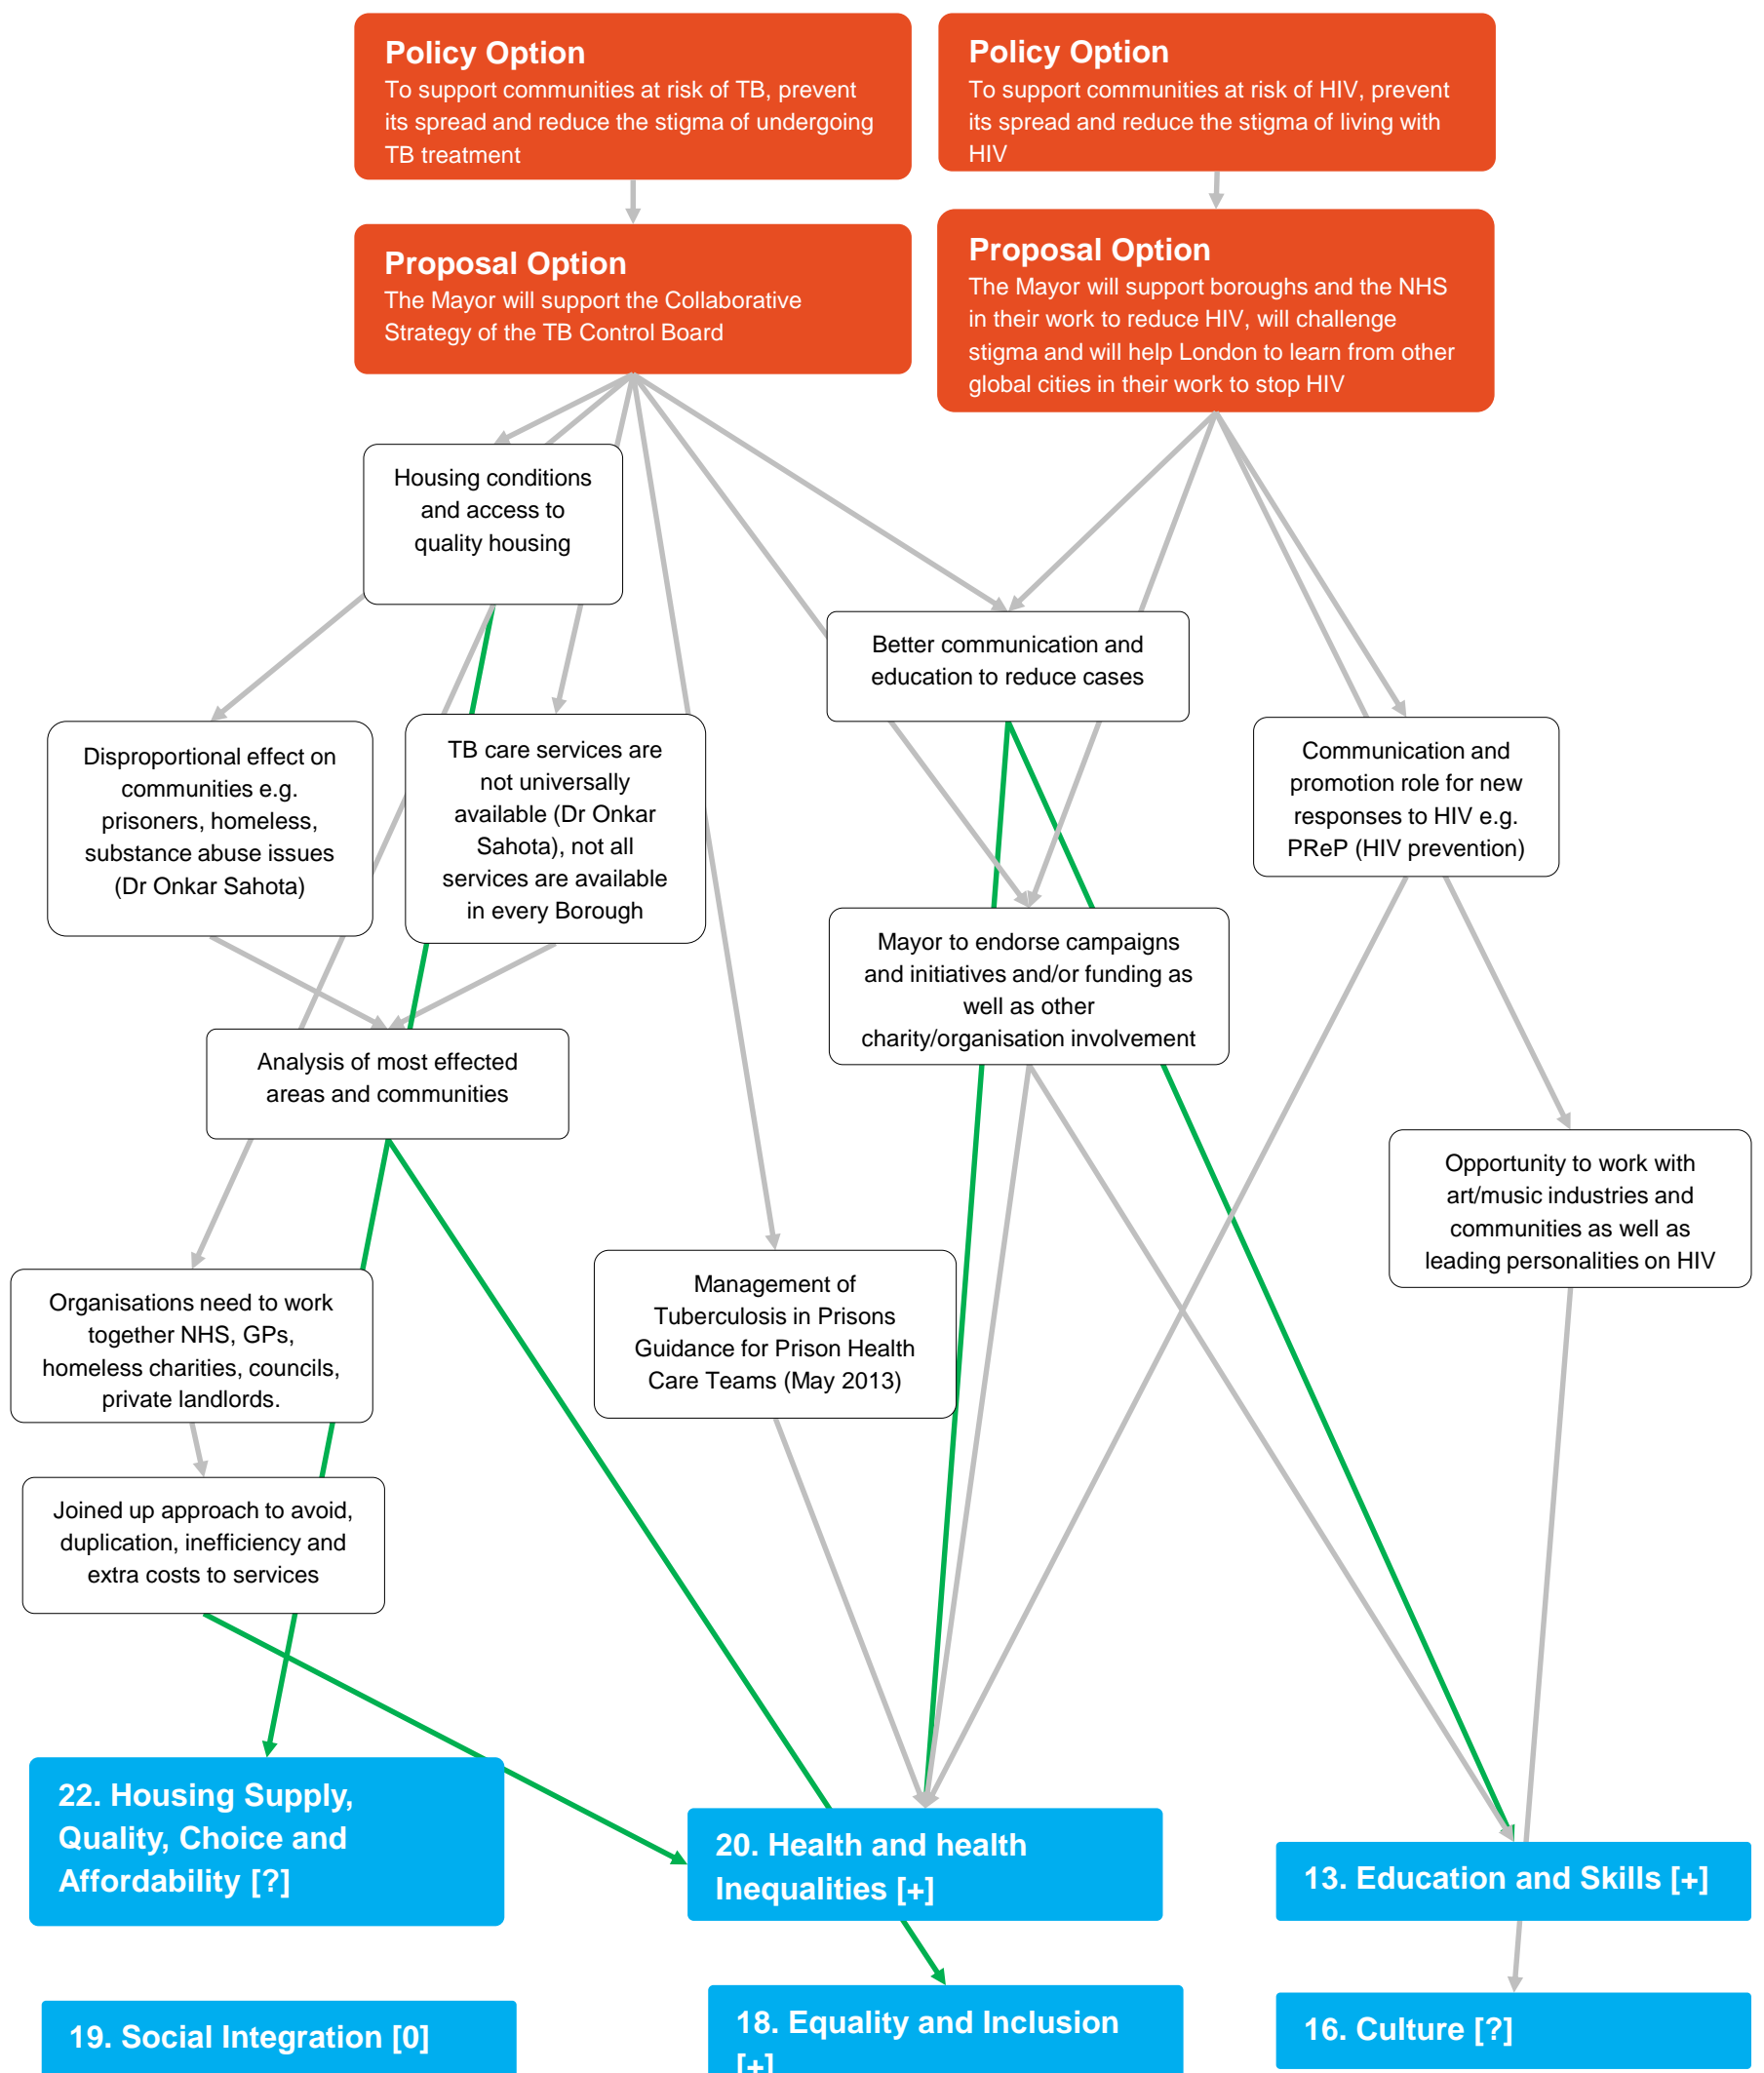 Policy Option
To support communities at risk of TB, prevent
its spread and reduce the stigma of undergoing
TB treatment
Policy Option
To support communities at risk of HIV, prevent
its spread and reduce the stigma of living with
HIV
Proposal Option
The Mayor will support the Collaborative
Strategy of the TB Control Board
Proposal Option
The Mayor will support boroughs and the NHS
in their work to reduce HIV, will challenge
stigma and will help London to learn from other
global cities in their work to stop HIV
Housing conditions
and access to
quality housing
Better communication and
education to reduce cases
Disproportional effect on
communities e.g.
prisoners, homeless,
substance abuse issues
(Dr Onkar Sahota)
TB care services are
not universally
available (Dr Onkar
Sahota), not all
services are available
in every Borough
Communication and
promotion role for new
responses to HIV e.g.
PReP (HIV prevention)
Mayor to endorse campaigns
and initiatives and/or funding as
well as other
charity/organisation involvement
Analysis of most effected
areas and communities
Opportunity to work with
art/music industries and
communities as well as
leading personalities on HIV
Organisations need to work
together NHS, GPs,
homeless charities, councils,
private landlords.
Management of
Tuberculosis in Prisons
Guidance for Prison Health
Care Teams (May 2013)
Joined up approach to avoid,
duplication, inefficiency and
extra costs to services
22. Housing Supply,
Quality, Choice and
Affordability [?]
20. Health and health
Inequalities [+]
13. Education and Skills [+]
19. Social Integration [0]
18. Equality and Inclusion
[+]
16. Culture [?]